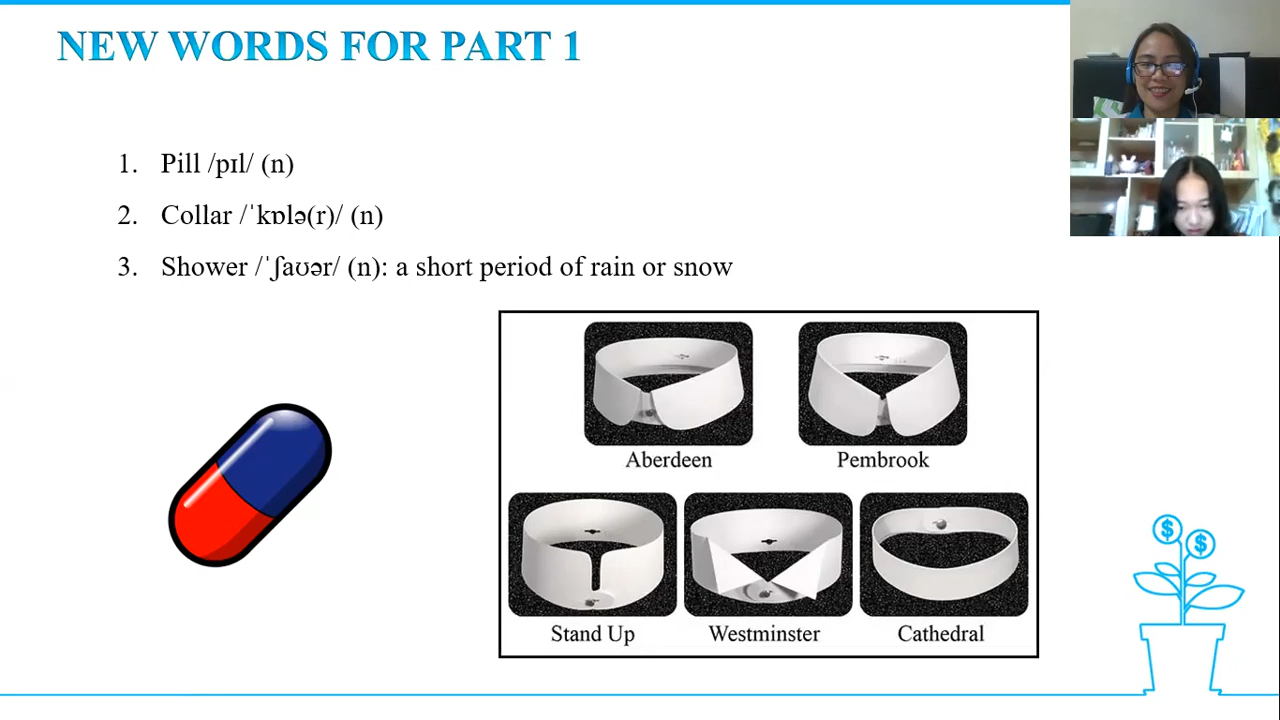 NEW WORDS FOR PART 1
1. Pill /pɪl/ (n)
2. Collar /ˈkɒlə(r)/ (n)
3. Shower /ˈʃaʊər/ (n): a short period of rain or snow
Aberdeen
Pembrook
Stand Up
Westminster
Cathedral
$
$